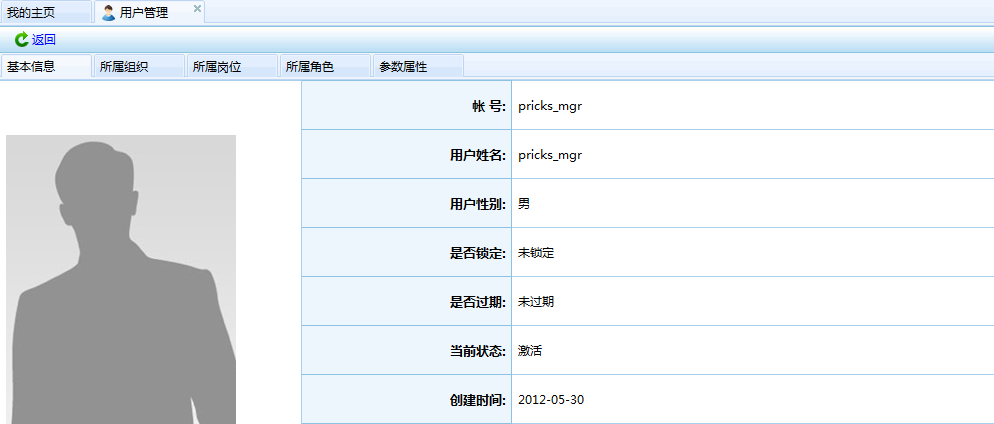 我的主页 用户管理
返回
基本信息 所属组织 所属岗位 所属角色 参数属性
帐 号: pricks_mgr
用户姓名: pricks_mgr
用户性别: 男
是否锁定: 未锁定
是否过期: 未过期
当前状态: 激活
创建时间: 2012-05-30